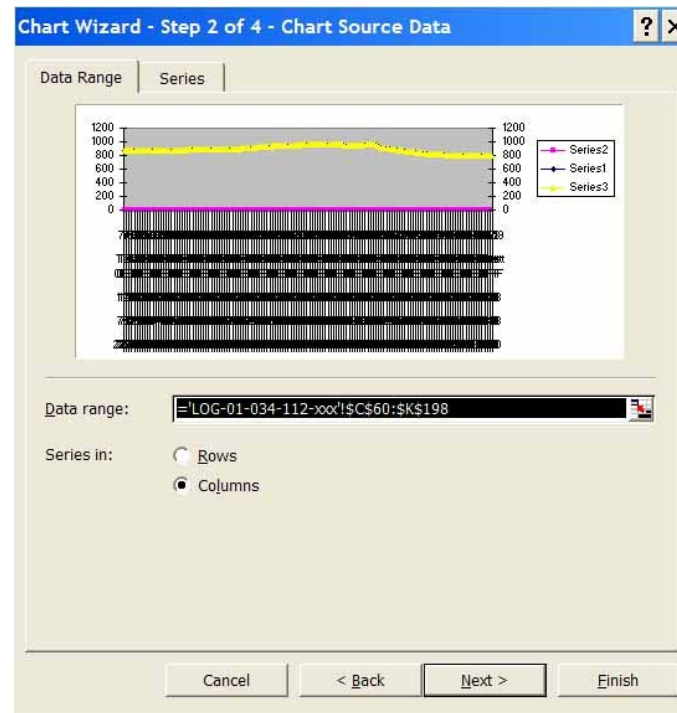 Chart Wizard - Step 2 of 4 - Chart Source Data
Data Range
Series
1200
1000
800
600
400
200
0
1200
1000
800
600
400
200
0
Series2
Series1
Series3
Data range:
='LOG-01-034-112-xxx'!$C$60:$K$198
Series in:
Rows
Columns
Cancel
< Back
Next >
Finish